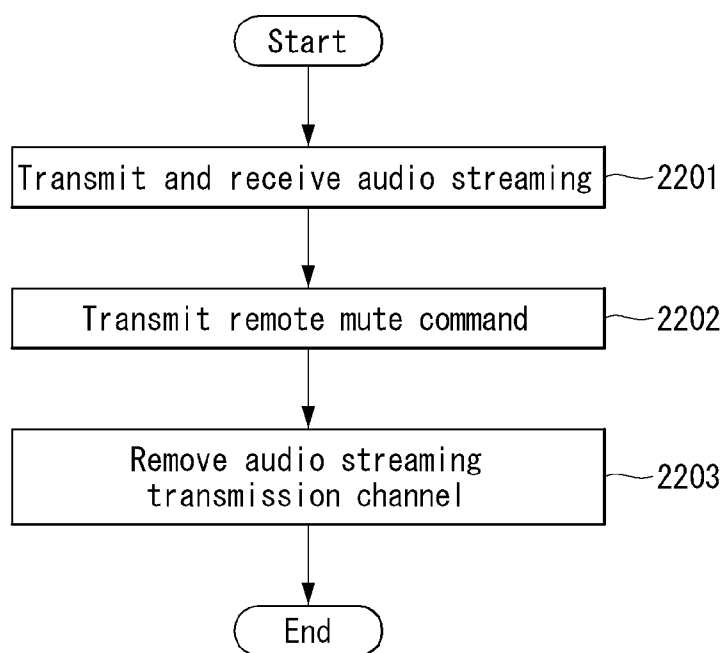 Start
Transmit and receive audio streaming
2201
Transmit remote mute command
2202
Remove audio streaming
transmission channel
2203
End